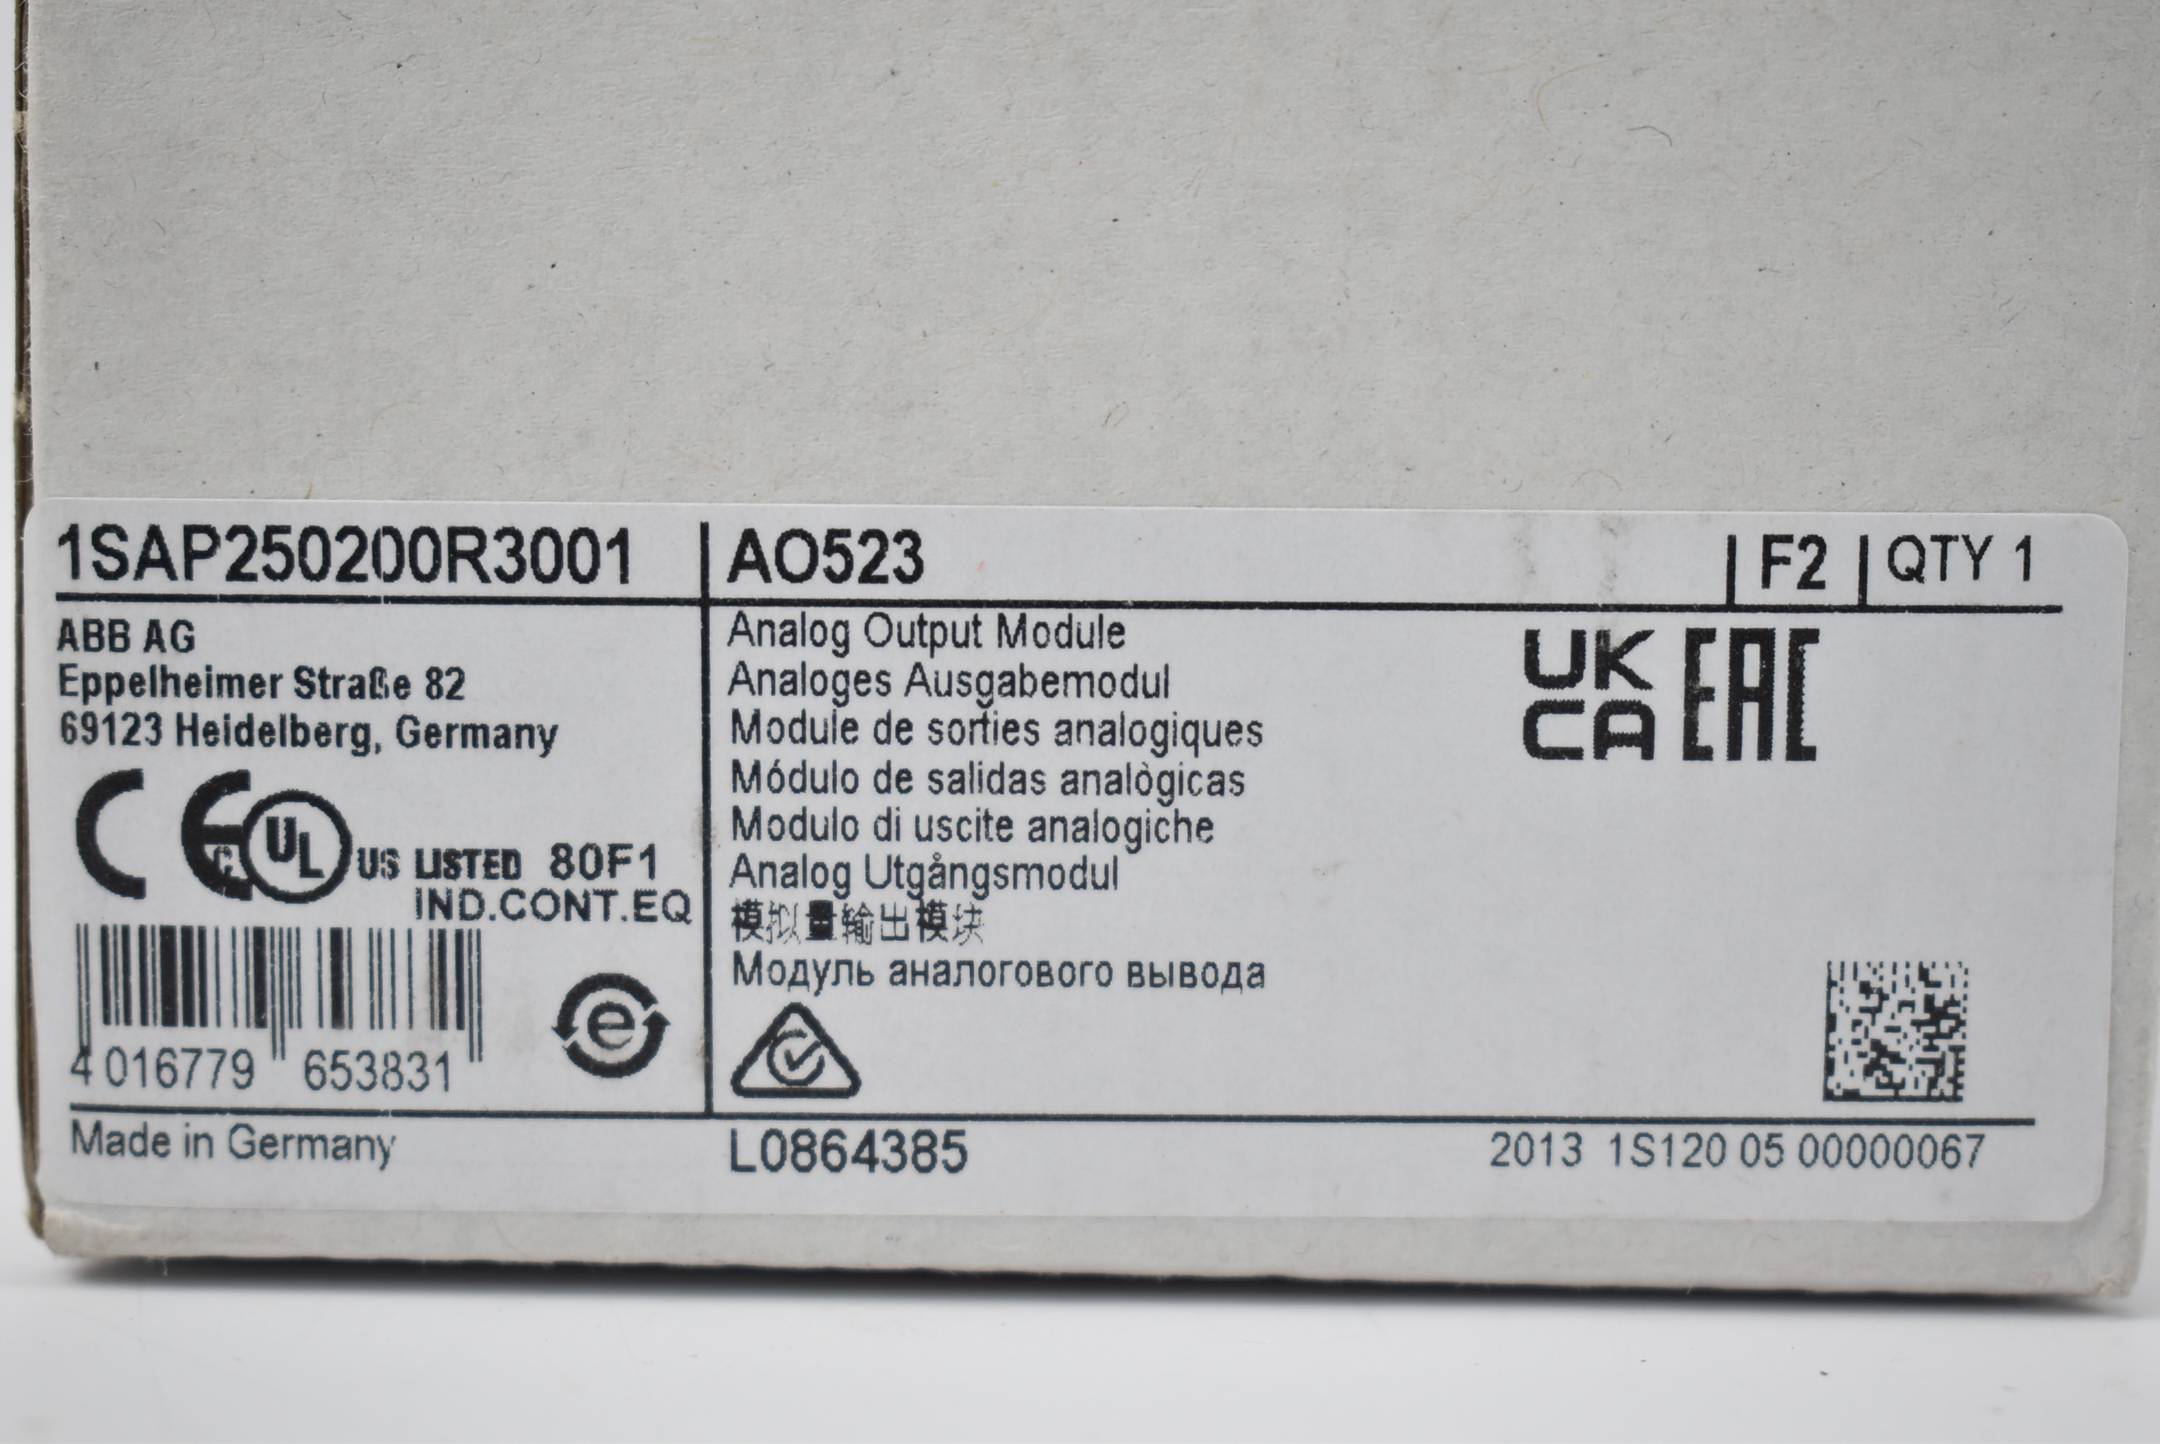 1SAP250200R3001
AO523
F2
QTY 1
ABB AG
Eppelheimer Straße 82
69123 Heidelberg, Germany
CE
C UL US LISTED 80F1
IND.CONT.EQ
4 016779 653831
Made in Germany
Analog Output Module
Analoges Ausgabemodul
Module de sorties analogiques
Módulo de salidas analògicas
Modulo di uscite analogiche
Analog Utgångsmodul
模拟量输出模块
Модуль аналогового вывода
UK
CA
EAC
e
L0864385
2013 1S120 05 00000067